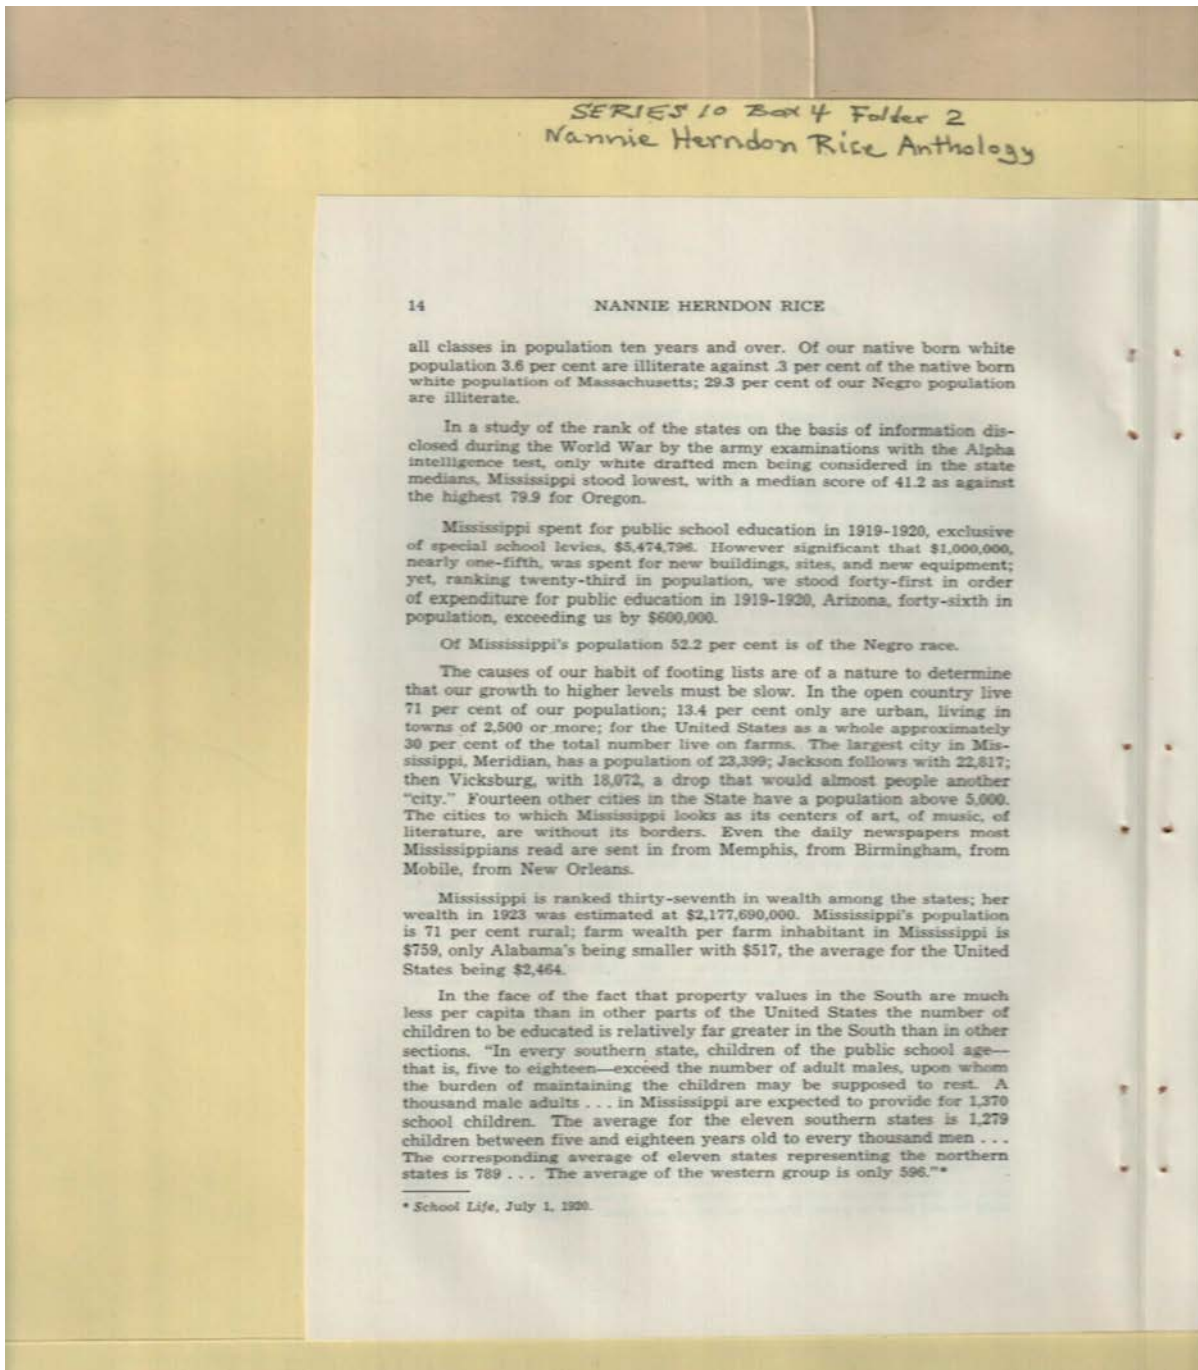 SERIES 10 Box 4 Folder 2
Nannie Herndon Rice Anthology
14 NANNIE HERNDON RICE
all classes in population ten years and over. Of our native born white
population 3.6 per cent are illiterate against .3 per cent of the native born
white population of Massachusetts; 29.3 per cent of our Negro population
are illiterate.
In a study of the rank of the states on the basis of information dis-
closed during the World War by the army examinations with the Alpha
intelligence test, only white drafted men being considered in the state
medians, Mississippi stood lowest, with a median score of 41.2 as against
the highest 79.9 for Oregon.
Mississippi spent for public school education in 1919-1920, exclusive
of special school levies, $5,474,796. However significant that $1,000,000,
nearly one-fifth, was spent for new buildings, sites, and new equipment;
yet, ranking twenty-third in population, we stood forty-first in order
of expenditure for public education in 1919-1920, Arizona, forty-sixth in
population, exceeding us by $600,000.
Of Mississippi's population 52.2 per cent is of the Negro race.
The causes of our habit of footing lists are of a nature to determine
that our growth to higher levels must be slow. In the open country live
71 per cent of our population; 13.4 per cent only are urban, living in
towns of 2,500 or more; for the United States as a whole approximately
30 per cent of the total number live on farms. The largest city in Mis-
sissippi, Meridian, has a population of 23,399; Jackson follows with 22,817;
then Vicksburg, with 18,072, a drop that would almost people another
"city." Fourteen other cities in the State have a population above 5,000.
The cities to which Mississippi looks as its centers of art, of music, of
literature, are without its borders. Even the daily newspapers most
Mississippians read are sent in from Memphis, from Birmingham, from
Mobile, from New Orleans.
Mississippi is ranked thirty-seventh in wealth among the states; her
wealth in 1923 was estimated at $2,177,690,000. Mississippi's population
is 71 per cent rural; farm wealth per farm inhabitant in Mississippi is
$759, only Alabama's being smaller with $517, the average for the United
States being $2,464.
In the face of the fact that property values in the South are much
less per capita than in other parts of the United States the number of
children to be educated is relatively far greater in the South than in other
sections. "In every southern state, children of the public school age—
that is, five to eighteen—exceed the number of adult males, upon whom
the burden of maintaining the children may be supposed to rest. A
thousand male adults . . . in Mississippi are expected to provide for 1,370
school children. The average for the eleven southern states is 1,279
children between five and eighteen years old to every thousand men . . .
The corresponding average of eleven states representing the northern
states is 789 . . . The average of the western group is only 596."*
* School Life, July 1, 1920.